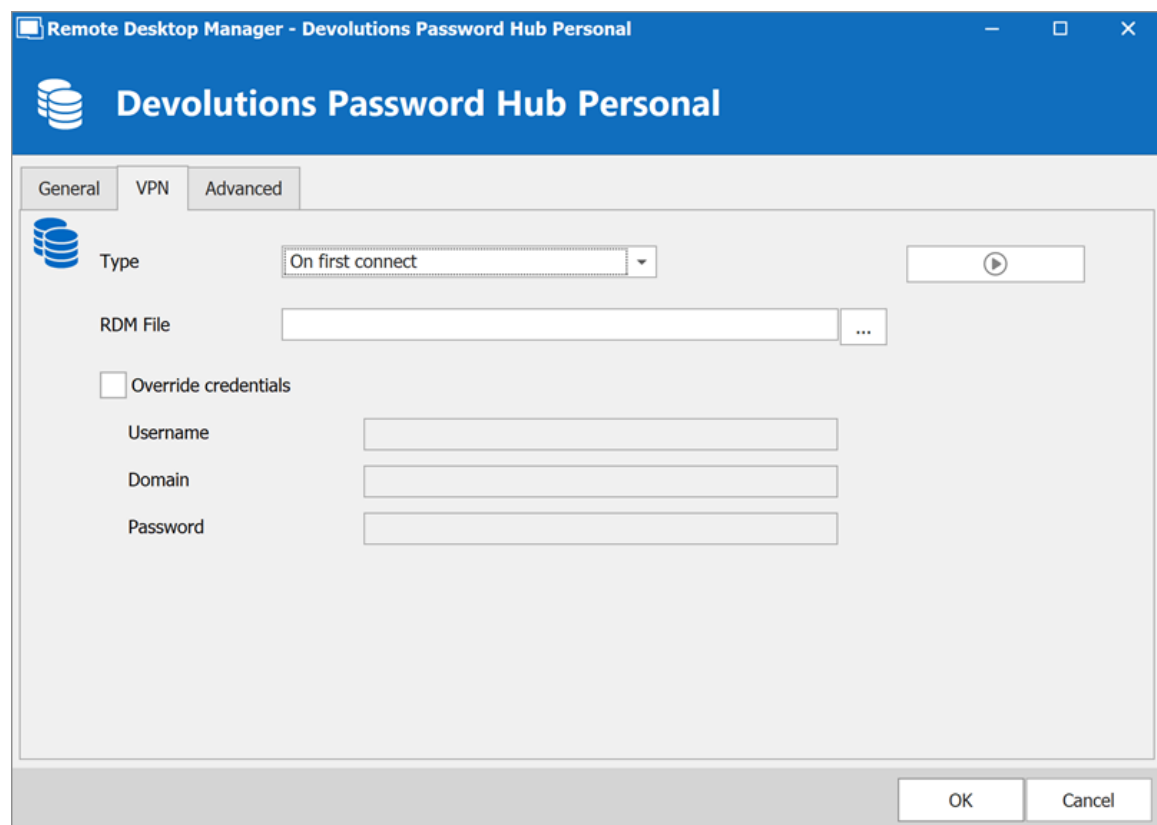 Remote Desktop Manager - Devolutions Password Hub Personal
Devolutions Password Hub Personal
General VPN Advanced
Type On first connect
RDM File ...
Override credentials
Username
Domain
Password
OK Cancel